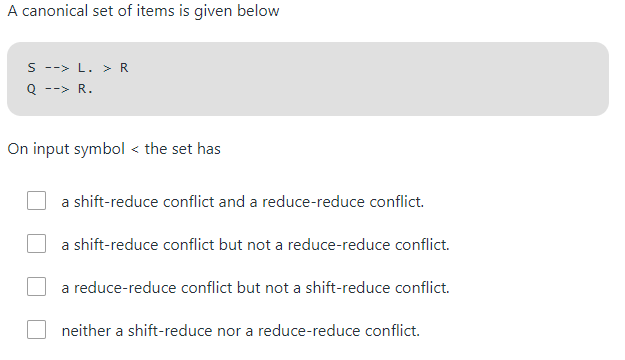 A canonical set of items is given below
S --> L. > R
Q --> R.
On input symbol < the set has
a shift-reduce conflict and a reduce-reduce conflict.
a shift-reduce conflict but not a reduce-reduce conflict.
a reduce-reduce conflict but not a shift-reduce conflict.
neither a shift-reduce nor a reduce-reduce conflict.